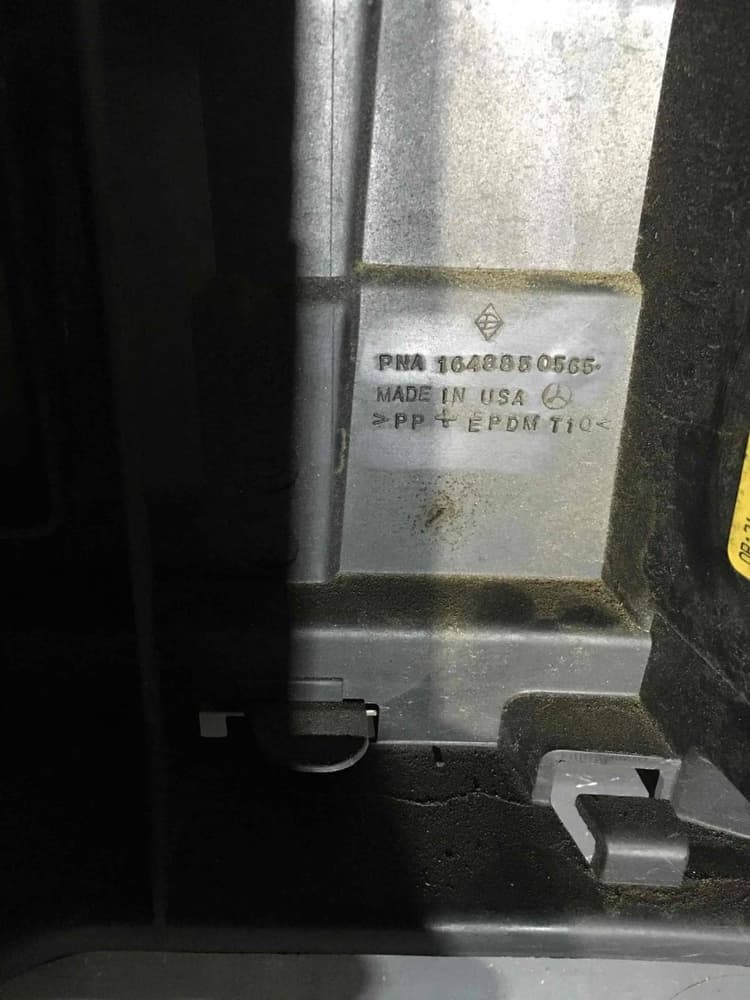 PNA 1648850565
MADE IN USA
>PP + EPDM T10<